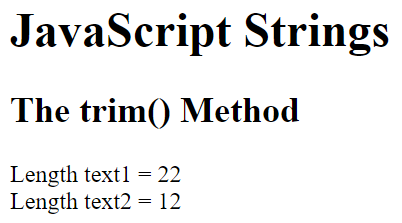 JavaScript Strings
The trim() Method
Length text1 = 22
Length text2 = 12